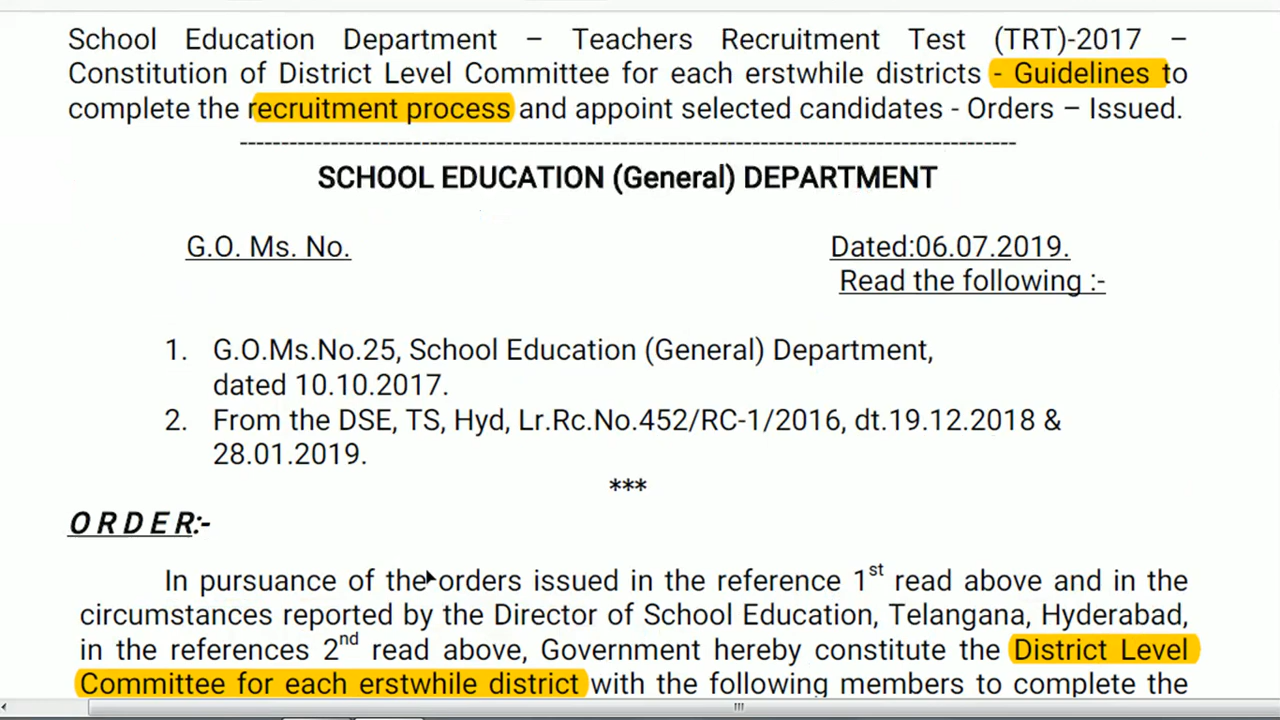 School Education Department – Teachers Recruitment Test (TRT)-2017 –
Constitution of District Level Committee for each erstwhile districts - Guidelines to
complete the recruitment process and appoint selected candidates - Orders – Issued.
----------------------------------------------------------------------------------------------
SCHOOL EDUCATION (General) DEPARTMENT
G.O. Ms. No. Dated:06.07.2019.
Read the following :-
1. G.O.Ms.No.25, School Education (General) Department,
dated 10.10.2017.
2. From the DSE, TS, Hyd, Lr.Rc.No.452/RC-1/2016, dt.19.12.2018 &
28.01.2019.
***
O R D E R:-
In pursuance of the orders issued in the reference 1st read above and in the
circumstances reported by the Director of School Education, Telangana, Hyderabad,
in the references 2nd read above, Government hereby constitute the District Level
Committee for each erstwhile district with the following members to complete the